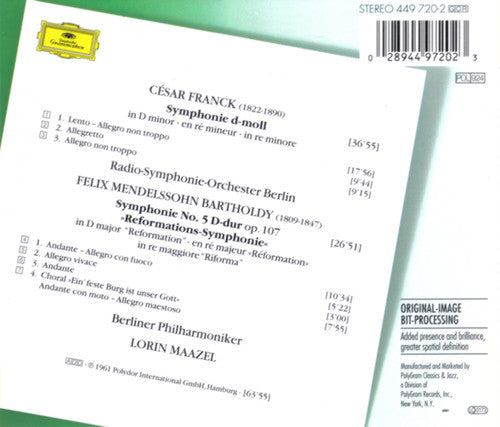 STEREO 449 720-2 GH
0 28944 97202 3
POL 924
Deutsche
Grammophon
CÉSAR FRANCK (1822-1890)
Symphonie d-moll
in D minor · en ré mineur · in re minore [36'55]
1 1. Lento – Allegro non troppo [17'56]
2 2. Allegretto [9'44]
3 3. Allegro non troppo [9'15]
Radio-Symphonie-Orchester Berlin
FELIX MENDELSSOHN BARTHOLDY (1809-1847)
Symphonie No. 5 D-dur op. 107 [26'51]
»Reformations-Symphonie«
in D major "Reformation" · en ré majeur «Réformation»
in re maggiore "Riforma"
4 1. Andante – Allegro con fuoco [10'34]
5 2. Allegro vivace [5'22]
6 3. Andante [3'00]
7 4. Choral »Ein' feste Burg ist unser Gott« [7'55]
Andante con moto – Allegro maestoso
Berliner Philharmoniker
LORIN MAAZEL
ADD · ℗ 1961 Polydor International GmbH, Hamburg · [63'55]
ORIGINAL-IMAGE
BIT-PROCESSING
Added presence and brilliance,
greater spatial definition
Manufactured and Marketed by
PolyGram Classics & Jazz,
a Division of
PolyGram Records, Inc.,
New York, N.Y.